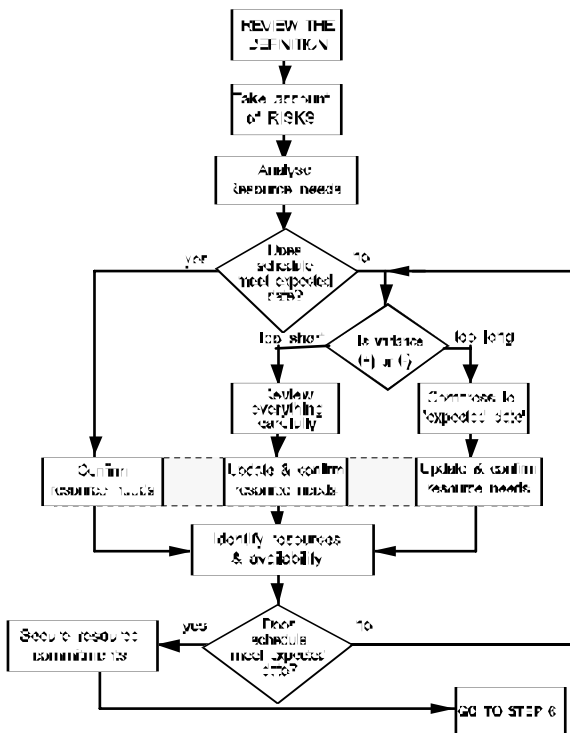 REVIEW THE
DEFINITION
Take account
of RISKS
Analyse
Resource needs
yes
no
Does
schedule
meet expected
date?
Too short
Is variance
(+) or (-)
too long
Review
everything
carefully
Compress to
"expected date"
Confirm
resource needs
Update & confirm
resource needs
Update & confirm
resource needs
Identify resources
& availability
yes
no
Does
schedule
meet expected
date?
Secure resource
commitments
GO TO STEP 6